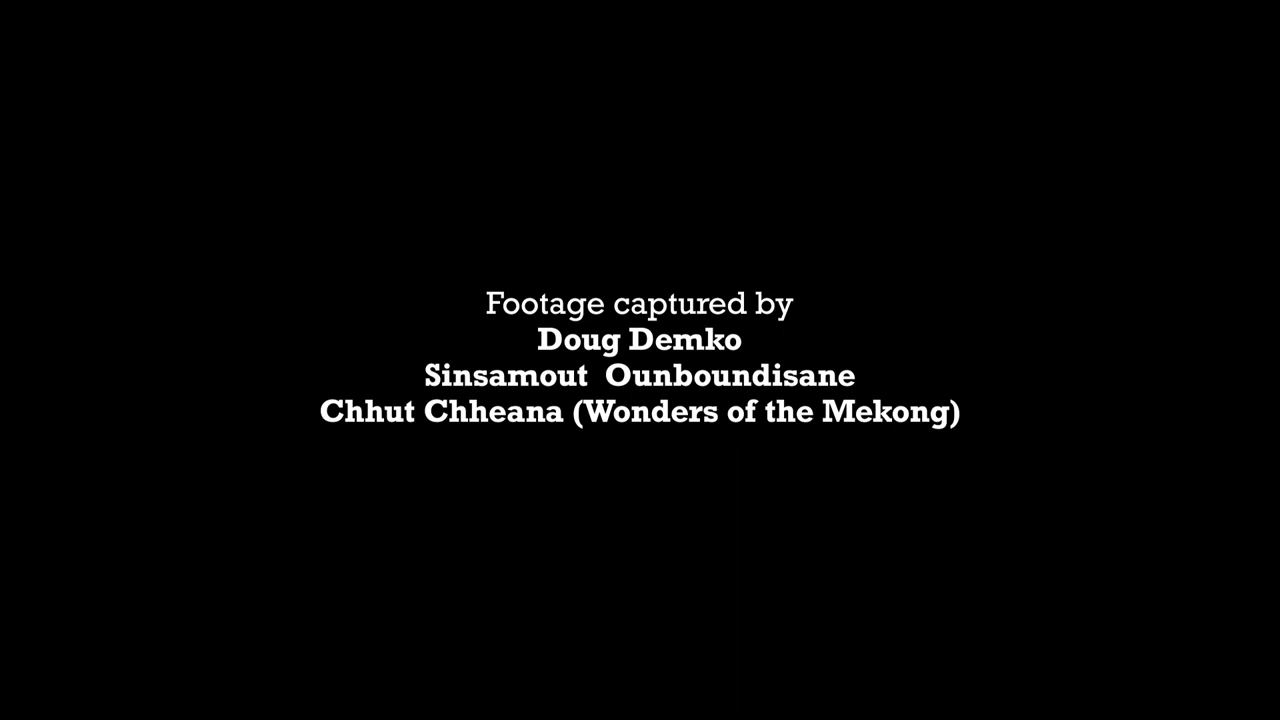 Footage captured by
Doug Demko
Sinsamout  Ounboundisane
Chhut Chheana (Wonders of the Mekong)